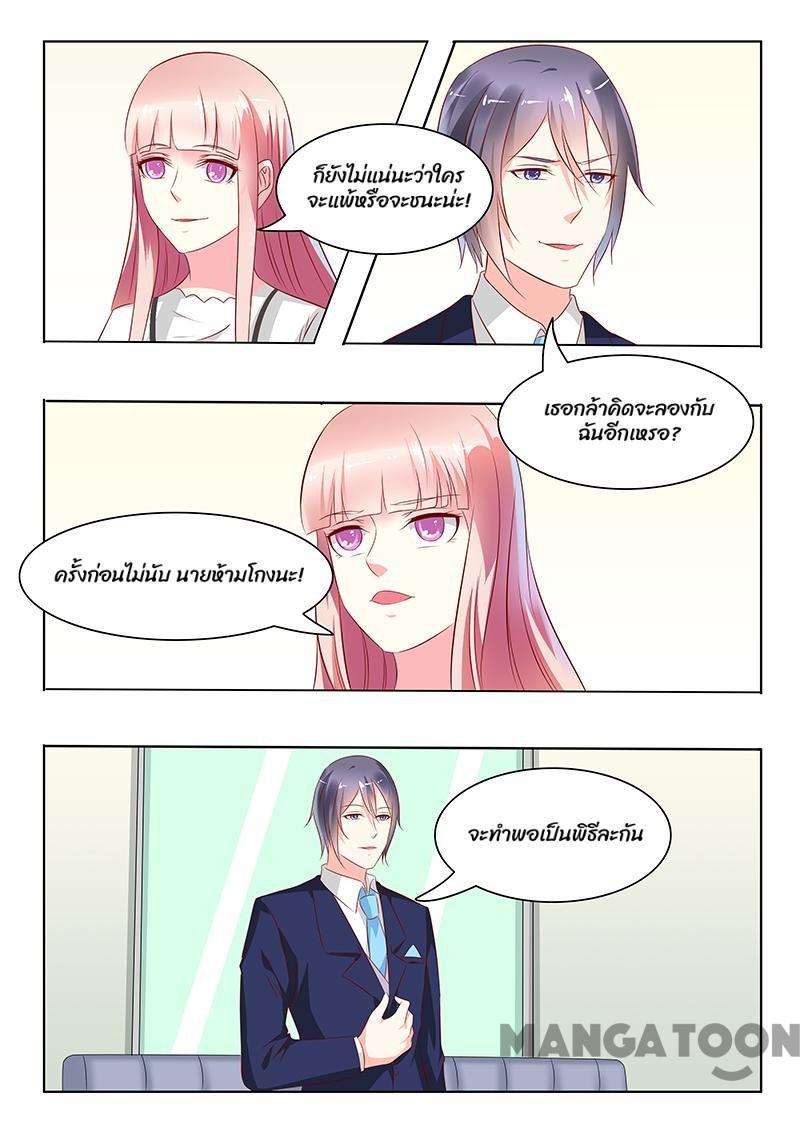 ก็ยังไม่แน่นะว่าใคร
จะแพ้หรือจะชนะน่ะ!
เธอกล้าคิดจะลองกับ
ฉันอีกเหรอ?
ครั้งก่อนไม่นับ นายห้ามโกงนะ!
จะทำพอเป็นพิธีละกัน
MANGATOON